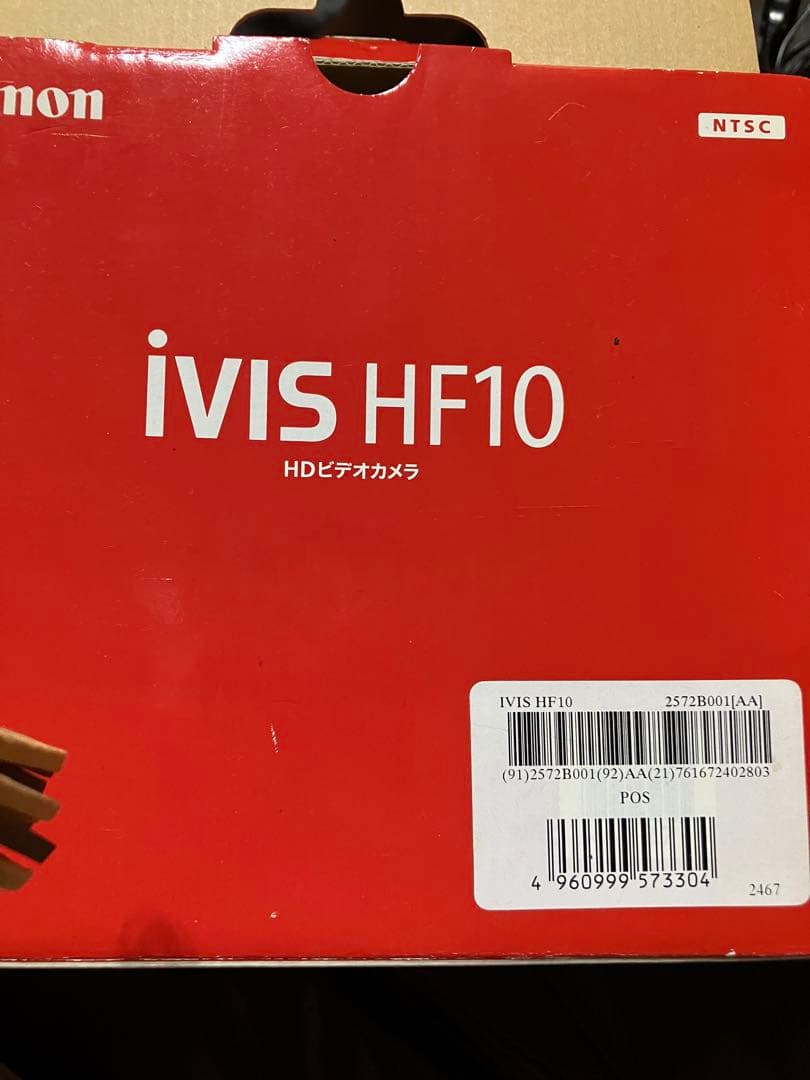 non
NTSC
iVIS HF10
HDビデオカメラ
IVIS HF10 2572B001[AA]
(91)2572B001(92)AA(21)761672402803
POS
4 960999 573304
2467